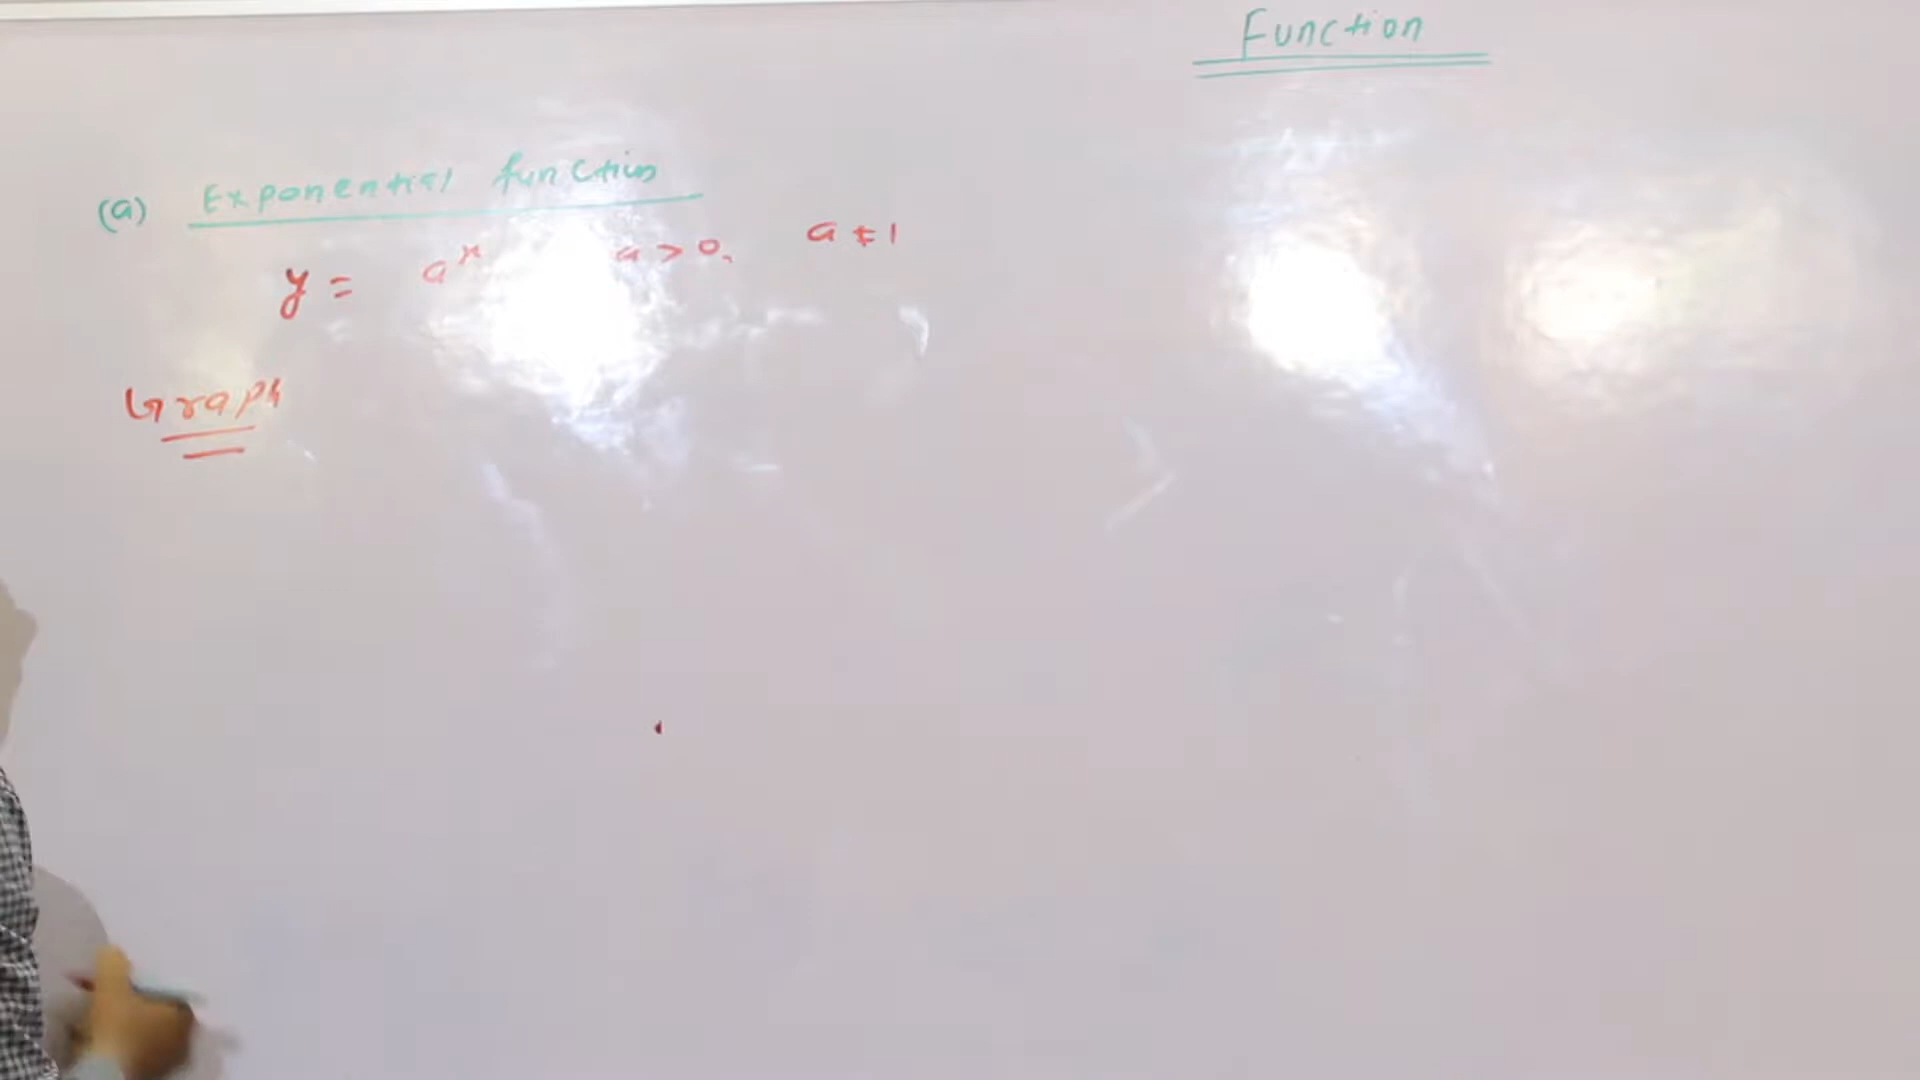 Function
(a) Exponential function
y = a^x a > 0, a ≠ 1
Graph